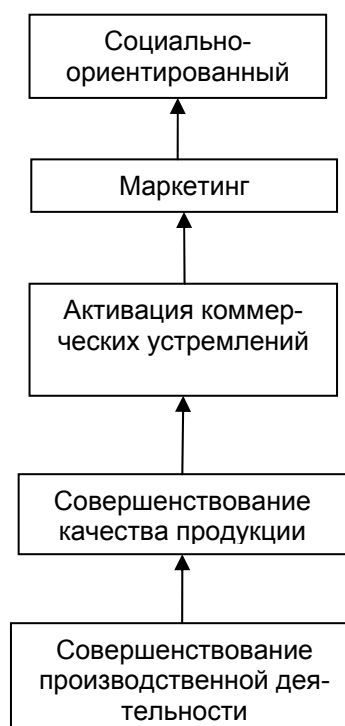 Социально-
ориентированный
Маркетинг
Активация коммер-
ческих устремлений
Совершенствование
качества продукции
Совершенствование
производственной дея-
тельности